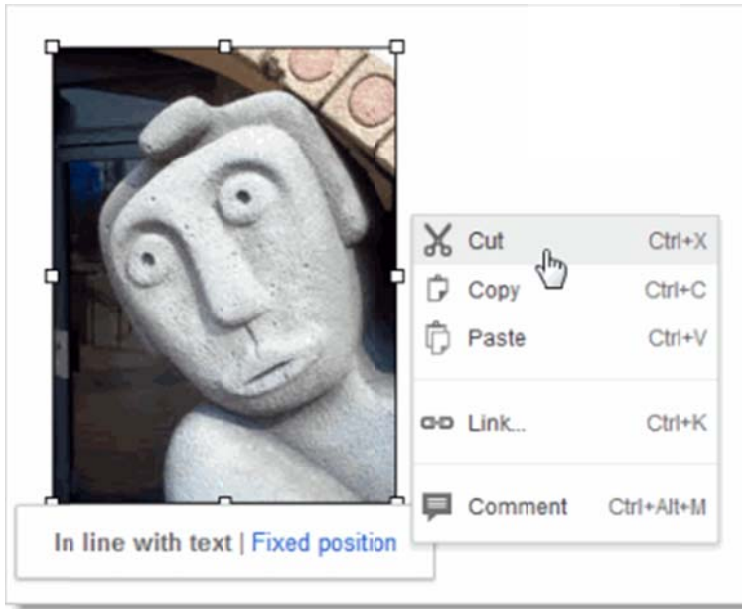 Cut Ctrl+X
Copy Ctrl+C
Paste Ctrl+V
Link... Ctrl+K
Comment Ctrl+Alt+M
In line with text | Fixed position